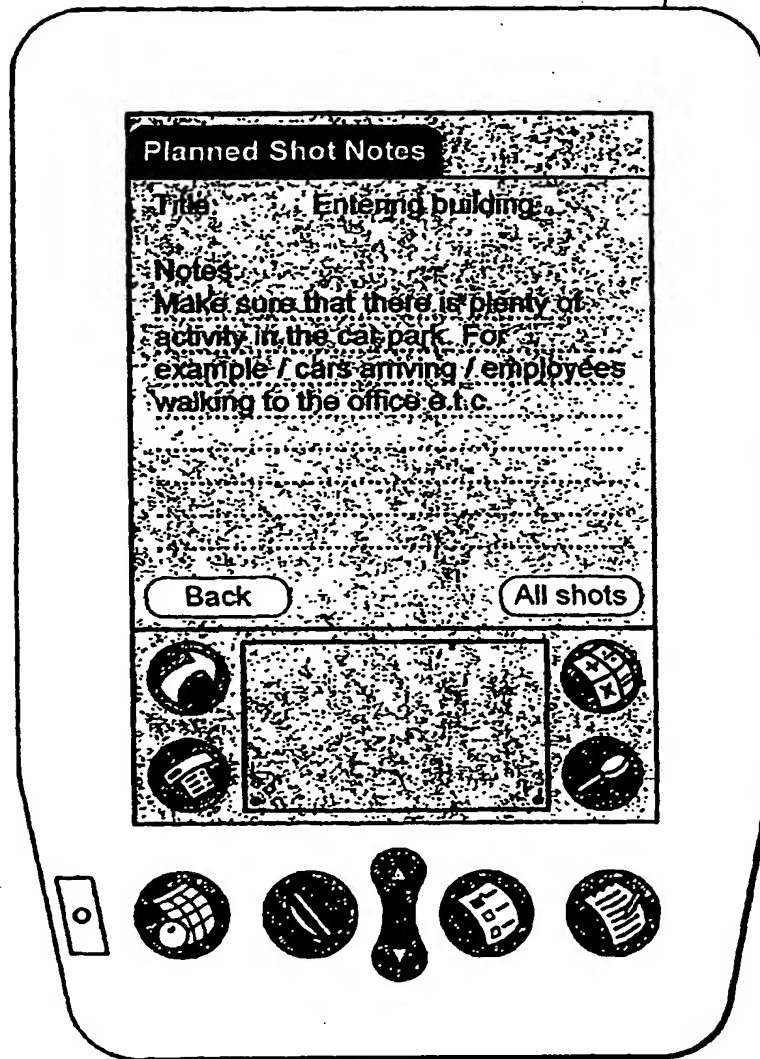 Planned Shot Notes
Title Entering building
Notes
Make sure that there is plenty of
activity in the car park. For
example / cars arriving / employees
walking to the office e.t.c.
Back All shots